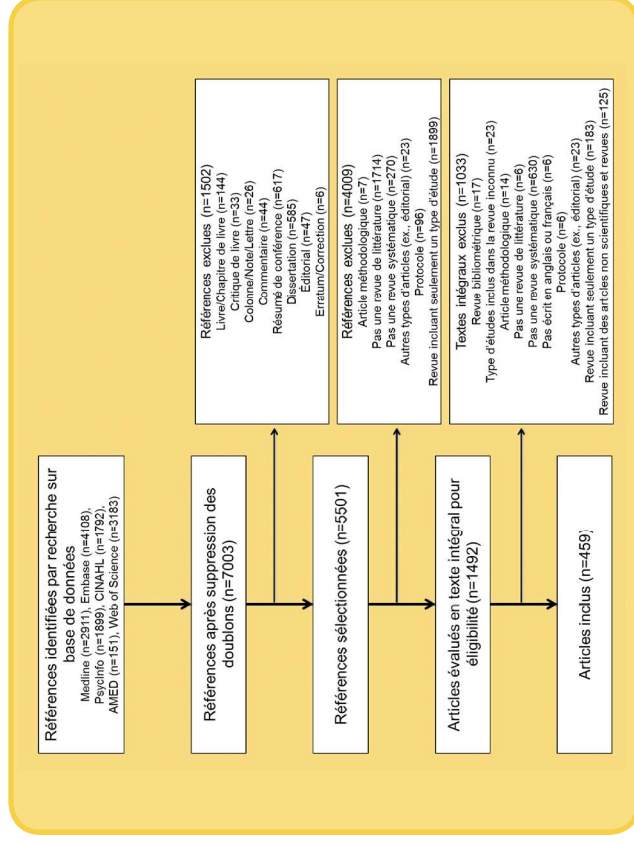 Références identifiées par recherche sur
base de données
Medline (n=2911), Embase (n=4108),
PsycInfo (n=1899), CINAHL (n=1792),
AMED (n=151), Web of Science (n=3183)
Références après suppression des
doublons (n=7003)
Références exclues (n=1502)
Livre/Chapitre de livre (n=144)
Critique de livre (n=33)
Colonne/Note/Lettre (n=26)
Commentaire (n=44)
Résumé de conférence (n=617)
Dissertation (n=585)
Éditorial (n=47)
Erratum/Correction (n=6)
Références sélectionnées (n=5501)
Références exclues (n=4009)
Article méthodologique (n=7)
Pas une revue de littérature (n=1714)
Pas une revue systématique (n=270)
Autres types d'articles (ex., éditorial) (n=23)
Protocole (n=96)
Revue incluant seulement un type d'étude (n=1899)
Articles évalués en texte intégral pour
éligibilité (n=1492)
Textes intégraux exclus (n=1033)
Revue bibliométrique (n=17)
Type d'études inclus dans la revue inconnu (n=23)
Article méthodologique (n=14)
Pas une revue de littérature (n=6)
Pas une revue systématique (n=630)
Pas écrit en anglais ou français (n=6)
Protocole (n=6)
Autres types d'articles (ex., éditorial) (n=23)
Revue incluant seulement un type d'étude (n=183)
Revue incluant des articles non scientifiques et revues (n=125)
Articles inclus (n=459)